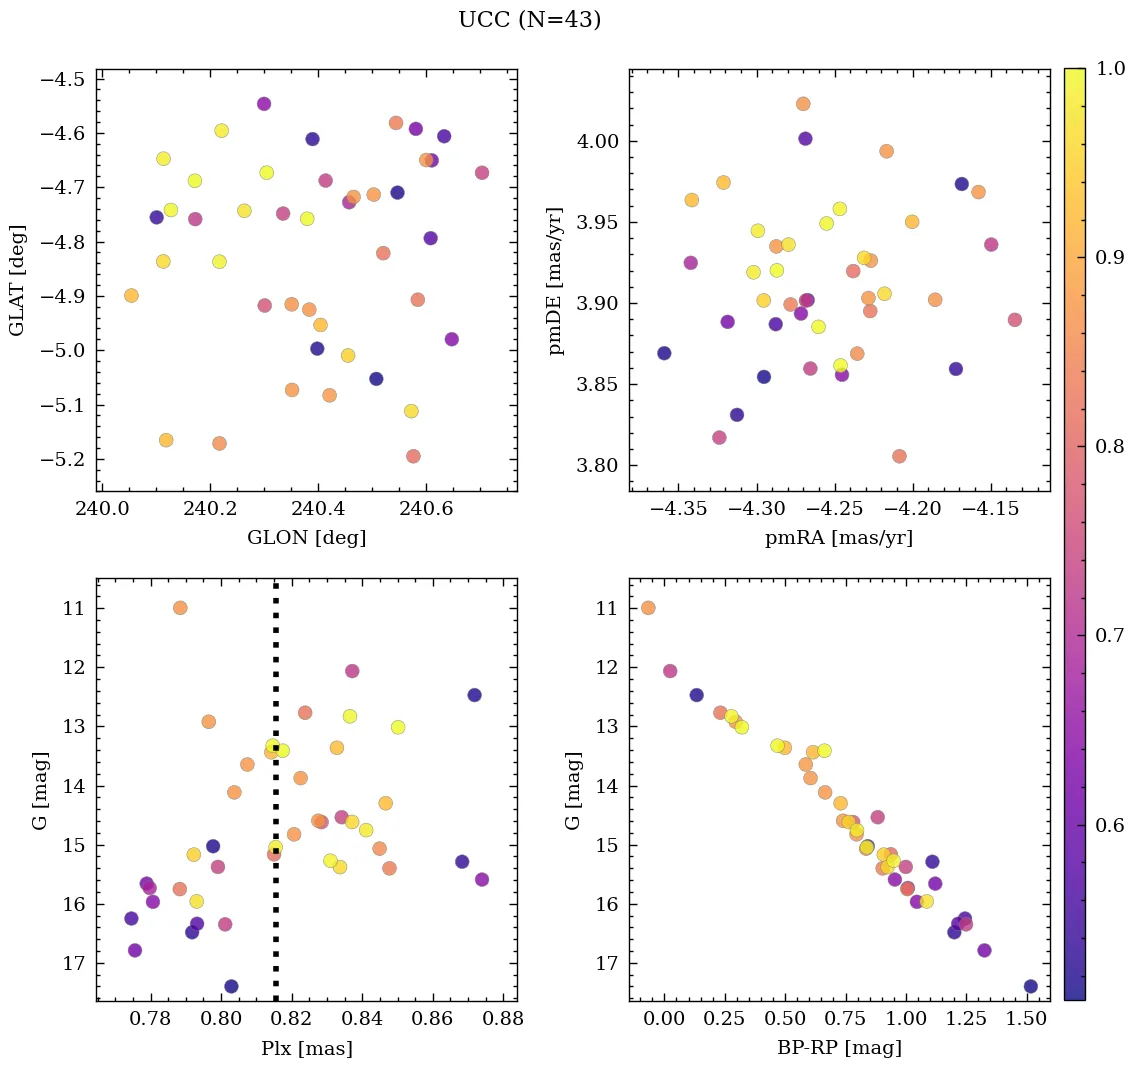 UCC (N=43)
−4.5
−4.6
−4.7
−4.8
−4.9
−5.0
−5.1
−5.2
GLAT [deg]
240.0 240.2 240.4 240.6
GLON [deg]
4.00
3.95
3.90
3.85
3.80
pmDE [mas/yr]
−4.35 −4.30 −4.25 −4.20 −4.15
pmRA [mas/yr]
11
12
13
14
15
16
17
G [mag]
0.78 0.80 0.82 0.84 0.86 0.88
Plx [mas]
11
12
13
14
15
16
17
G [mag]
0.00 0.25 0.50 0.75 1.00 1.25 1.50
BP-RP [mag]
1.0
0.9
0.8
0.7
0.6